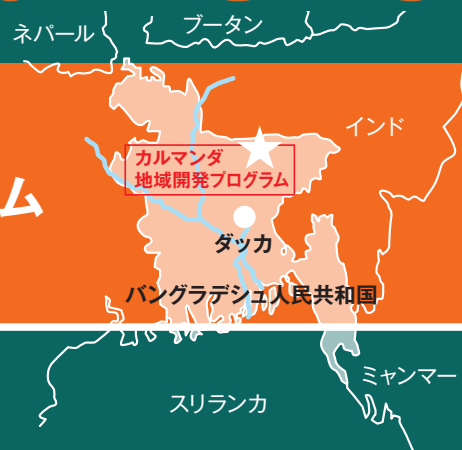 ネパール
ブータン
インド
カルマンダ
地域開発プログラム
ム
ダッカ
バングラデシュ人民共和国
ミャンマー
スリランカ